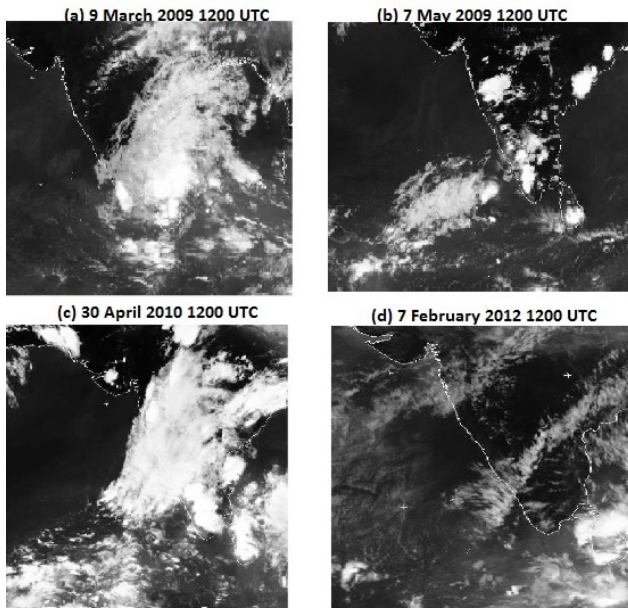 (a) 9 March 2009 1200 UTC
(b) 7 May 2009 1200 UTC
(c) 30 April 2010 1200 UTC
(d) 7 February 2012 1200 UTC